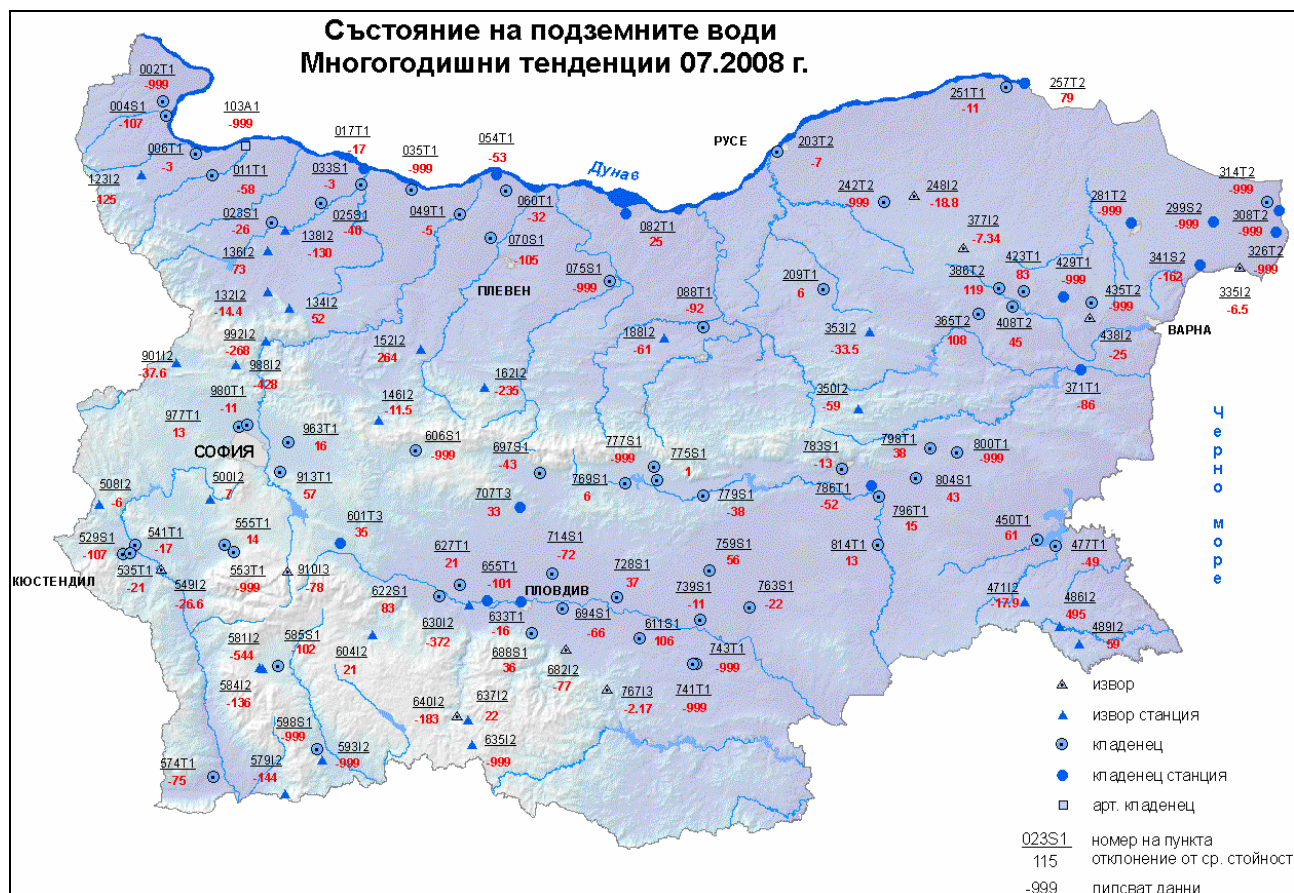 Състояние на подземните води
Многогодишни тенденции 07.2008 г.
002T1
-999
004S1
-107
103A1
-999
006T1
-3
011T1
-58
017T1
-17
033S1
-3
035T1
-999
054T1
-53
Дунав
РУСЕ
203T2
-7
251T1
-11
257T2
79
123I2
-125
023S1
-26
025S1
-40
138I2
-130
136I2
73
049T1
-5
060T1
-32
070S1
-105
082T1
25
075S1
-999
242T2
-999
248I2
-18.8
377I2
-7.34
281T2
-999
299S2
-999
314T2
-999
308T2
-999
326T2
-999
341S2
-162
335I2
-6.5
423T1
83
429T1
-999
386T2
119
435T2
-999
365T2
108
408T2
45
438I2
-25
ВАРНА
132I2
-14.4
134I2
52
ПЛЕВЕН
088T1
-92
209T1
6
188I2
-61
353I2
-33.5
992I2
-268
988I2
-428
901I2
-37.6
152I2
264
162I2
-235
146I2
-11.5
350I2
-59
371T1
-86
980T1
-11
977T1
13
963T1
16
СОФИЯ
606S1
-999
697S1
-43
777S1
-999
775S1
1
783S1
-13
798T1
38
800T1
-999
Черно море
508I2
-6
500I2
7
913T1
57
707T3
33
769S1
6
779S1
-38
786T1
-52
804S1
43
796T1
15
529S1
-107
541T1
-17
555T1
14
601T3
35
714S1
-72
759S1
56
814T1
13
450T1
61
477T1
-49
КЮСТЕНДИЛ
535T1
-21
549I2
-26.6
553T1
-999
910I3
-78
627T1
21
655T1
-101
ПЛОВДИВ
728S1
37
739S1
-11
763S1
-22
471I2
-17.9
486I2
495
489I2
59
622S1
83
630I2
-372
633T1
-16
694S1
-66
611S1
106
581I2
-544
585S1
102
604I2
21
688S1
36
682I2
-77
743T1
-999
584I2
-136
640I2
-183
637I2
22
767I3
-2.17
741T1
-999
598S1
-999
593I2
-999
635I2
-999
574T1
-75
579I2
-144
извор
извор станция
кладенец
кладенец станция
арт. кладенец
023S1 номер на пункта
115 отклонение от ср. стойност
-999 липсват данни